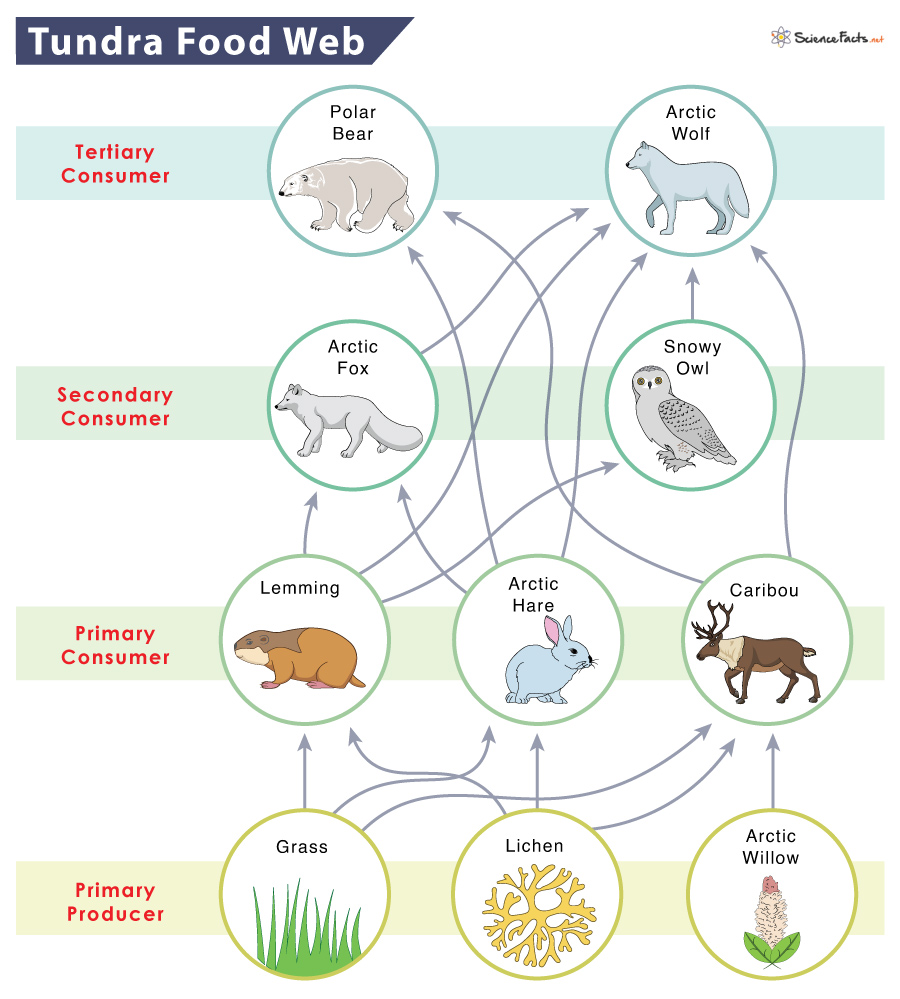 Tundra Food Web
ScienceFacts.net
Polar
Bear
Arctic
Wolf
Tertiary
Consumer
Arctic
Fox
Snowy
Owl
Secondary
Consumer
Lemming
Arctic
Hare
Caribou
Primary
Consumer
Grass
Lichen
Arctic
Willow
Primary
Producer